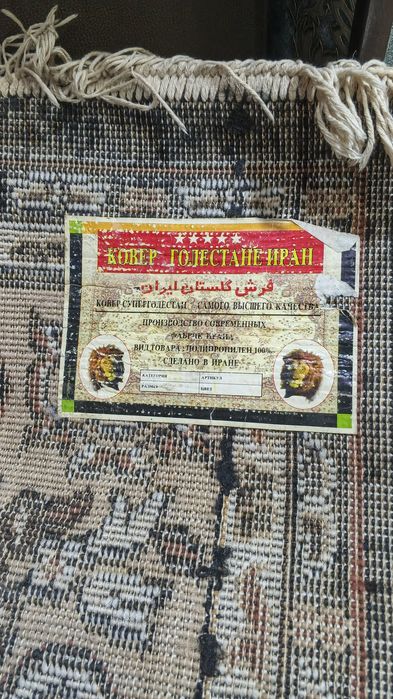 КОВЕР ГОЛЕСТАНЕ ИРАН
فرش گلستان ایران
КОВЕР СУПЕРГОЛЕСТАН САМОГО ВЫСШЕГО КАЧЕСТВА
ПРОИЗВОДСТВО СОВРЕМЕННЫХ
ФАБРИК ИРАНА
ВИД ТОВАРА : ПОЛИПРОПИЛЕН 100%
СДЕЛАНО В ИРАНЕ
КАТЕГОРИЯ АРТИКУЛ
РАЗМЕР ЦВЕТ